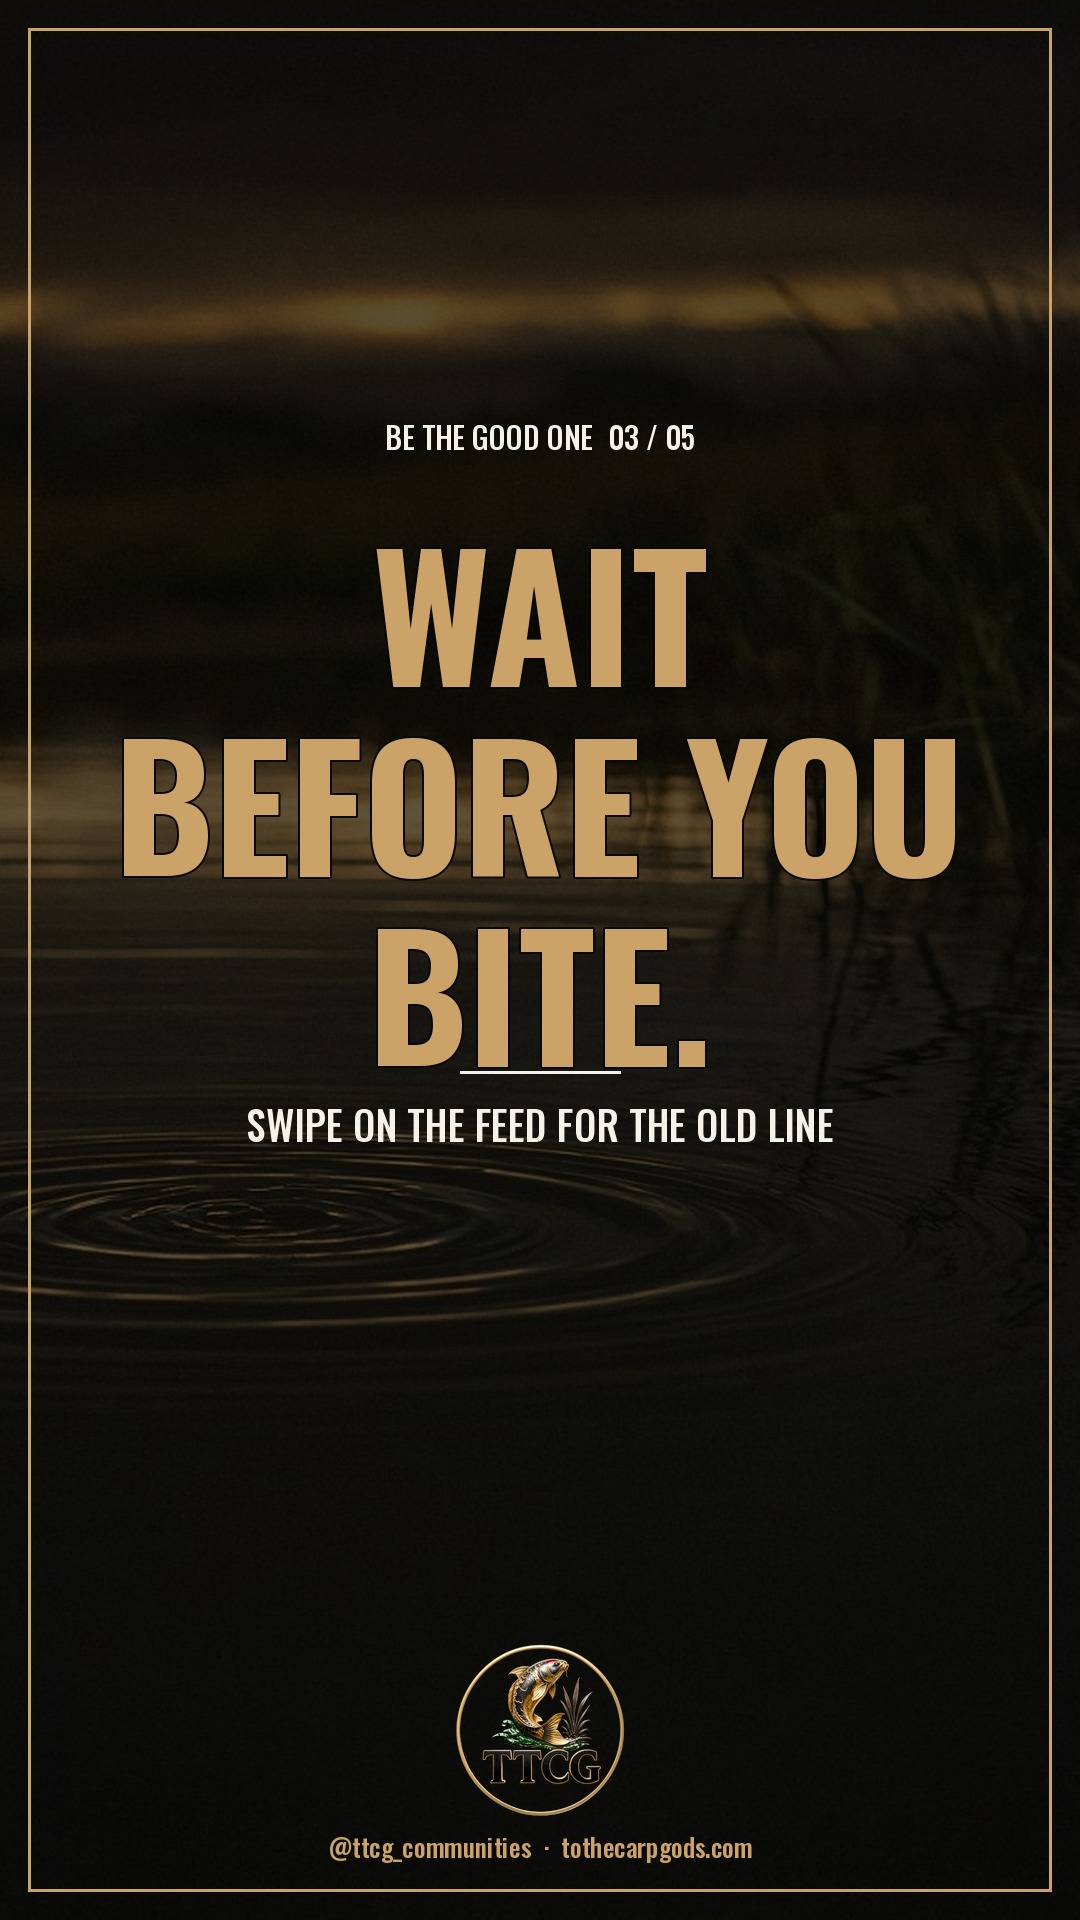 BE THE GOOD ONE 03 / 05
WAIT
BEFORE YOU
BITE.
SWIPE ON THE FEED FOR THE OLD LINE
TTCG
@ttcg_communities · tothecarpgods.com